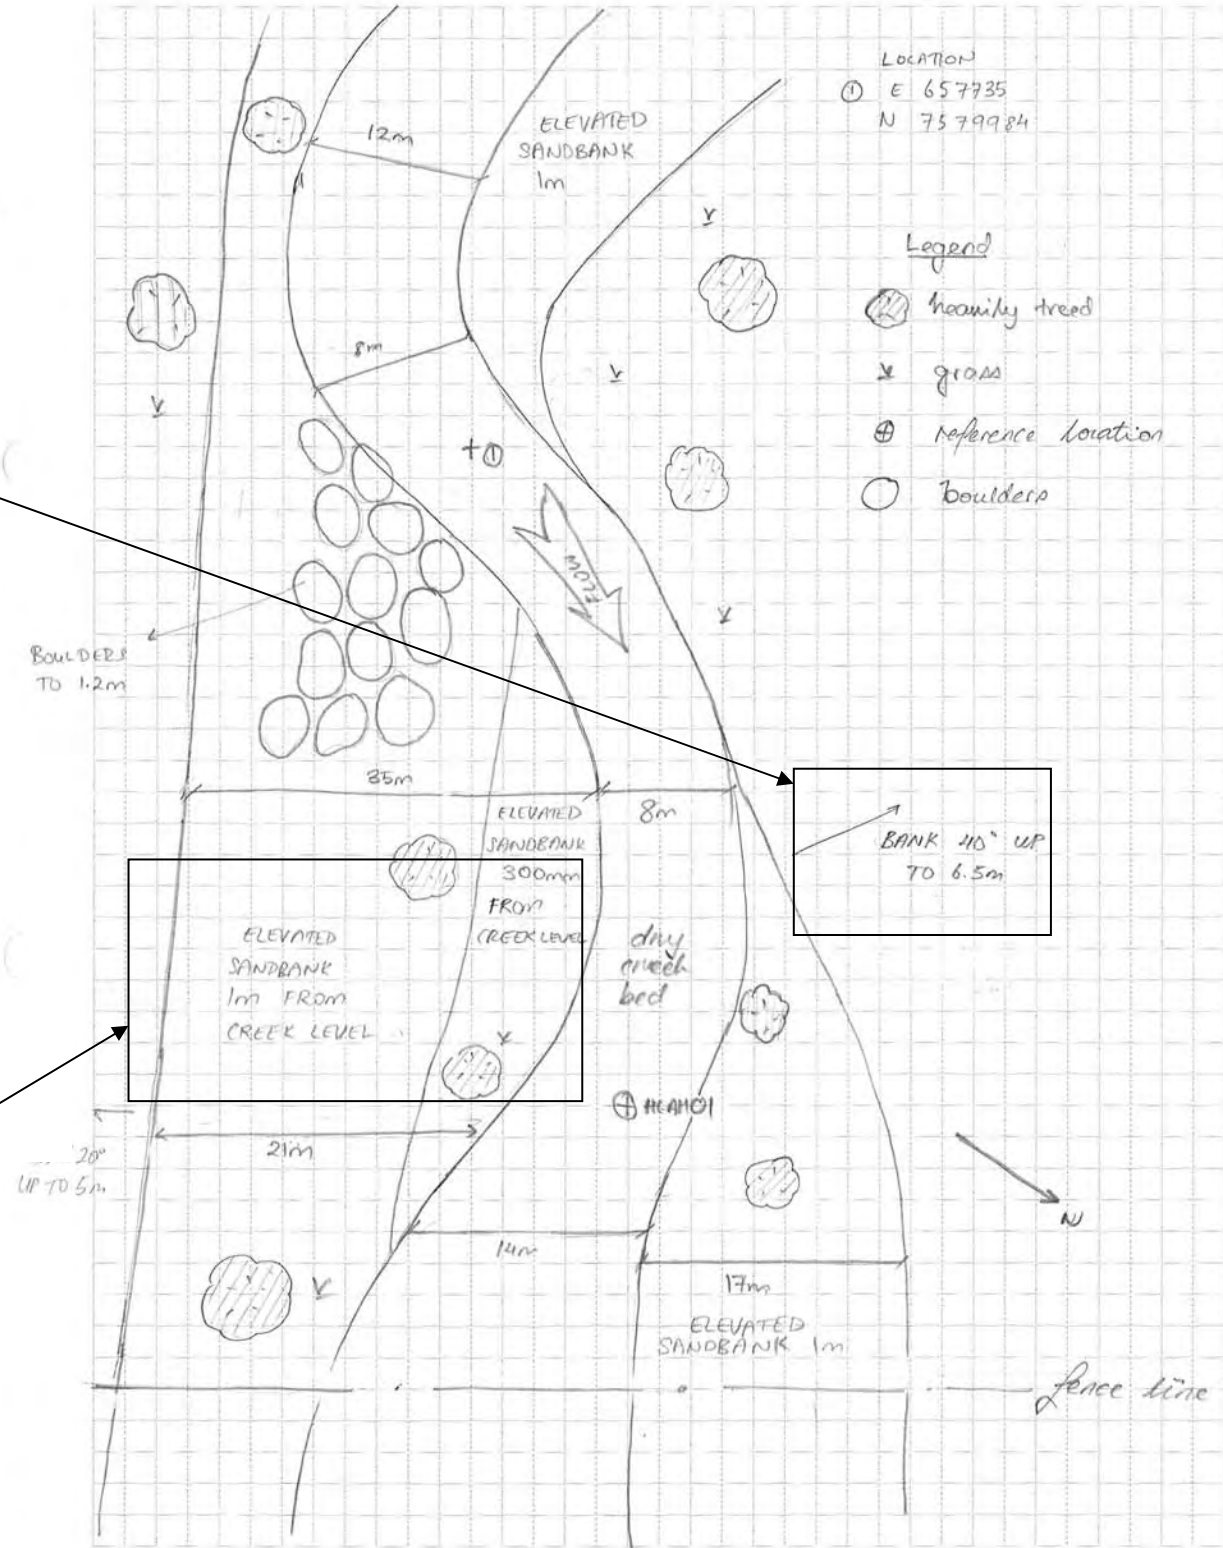 LOCATION
① E 657735
N 7579984
12m
ELEVATED
SANDBANK
1m
Legend
heavily treed
grass
reference location
boulders
8m
+①
FLOW
BOULDERS
TO 1.2m
35m
8m
ELEVATED
SANDBANK
300mm
FROM
CREEK LEVEL
BANK 40° UP
TO 6.5m
ELEVATED
SANDBANK
1m FROM
CREEK LEVEL
dry
creek
bed
21m
20°
UP TO 5m
N
14m
17m
ELEVATED
SANDBANK 1m
fence line